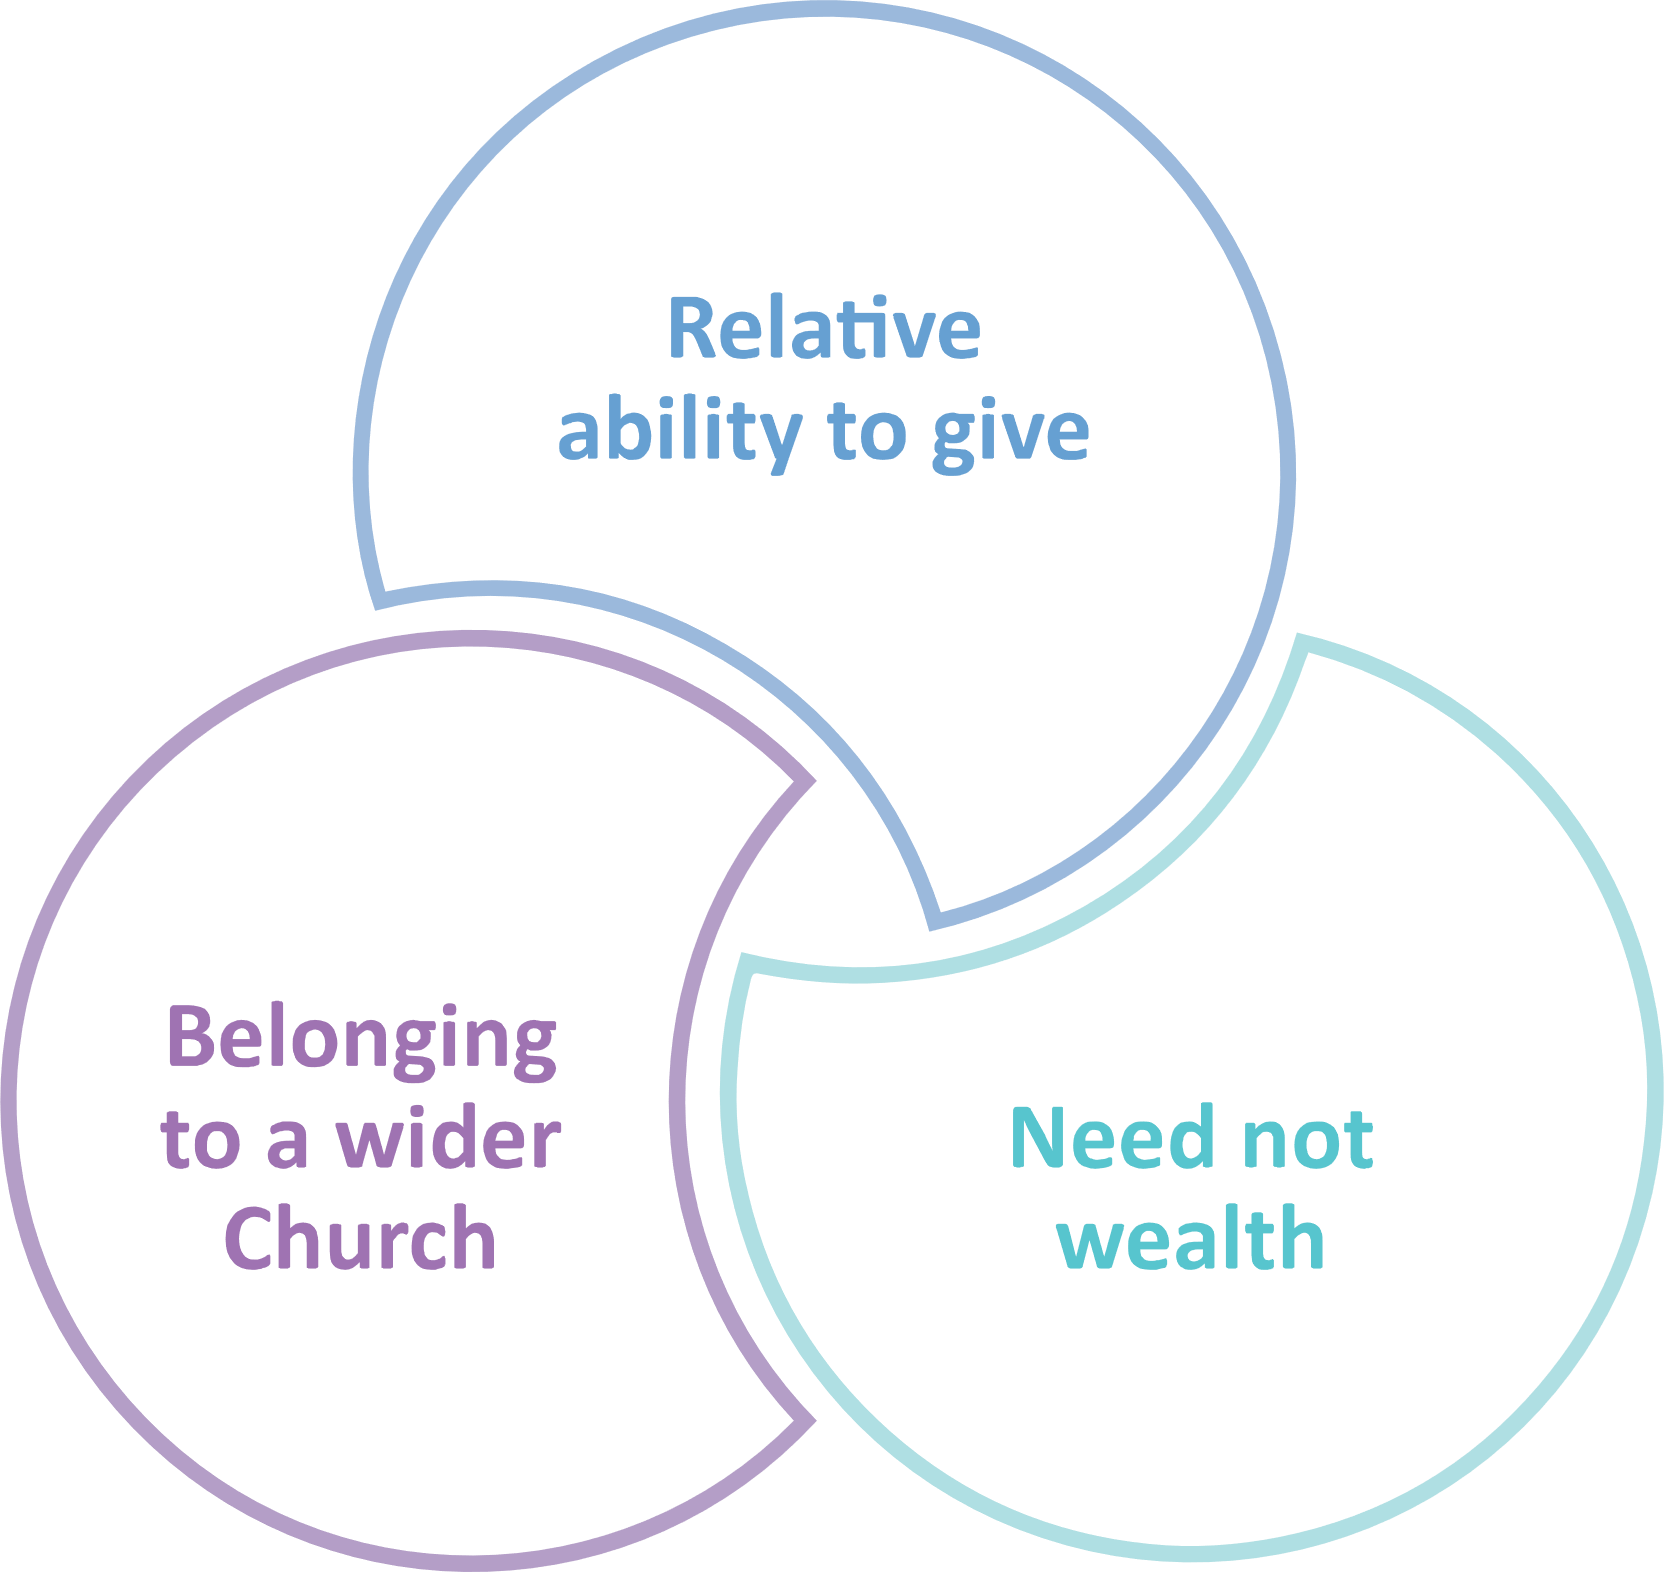 Relative
ability to give
Belonging
to a wider
Church
Need not
wealth